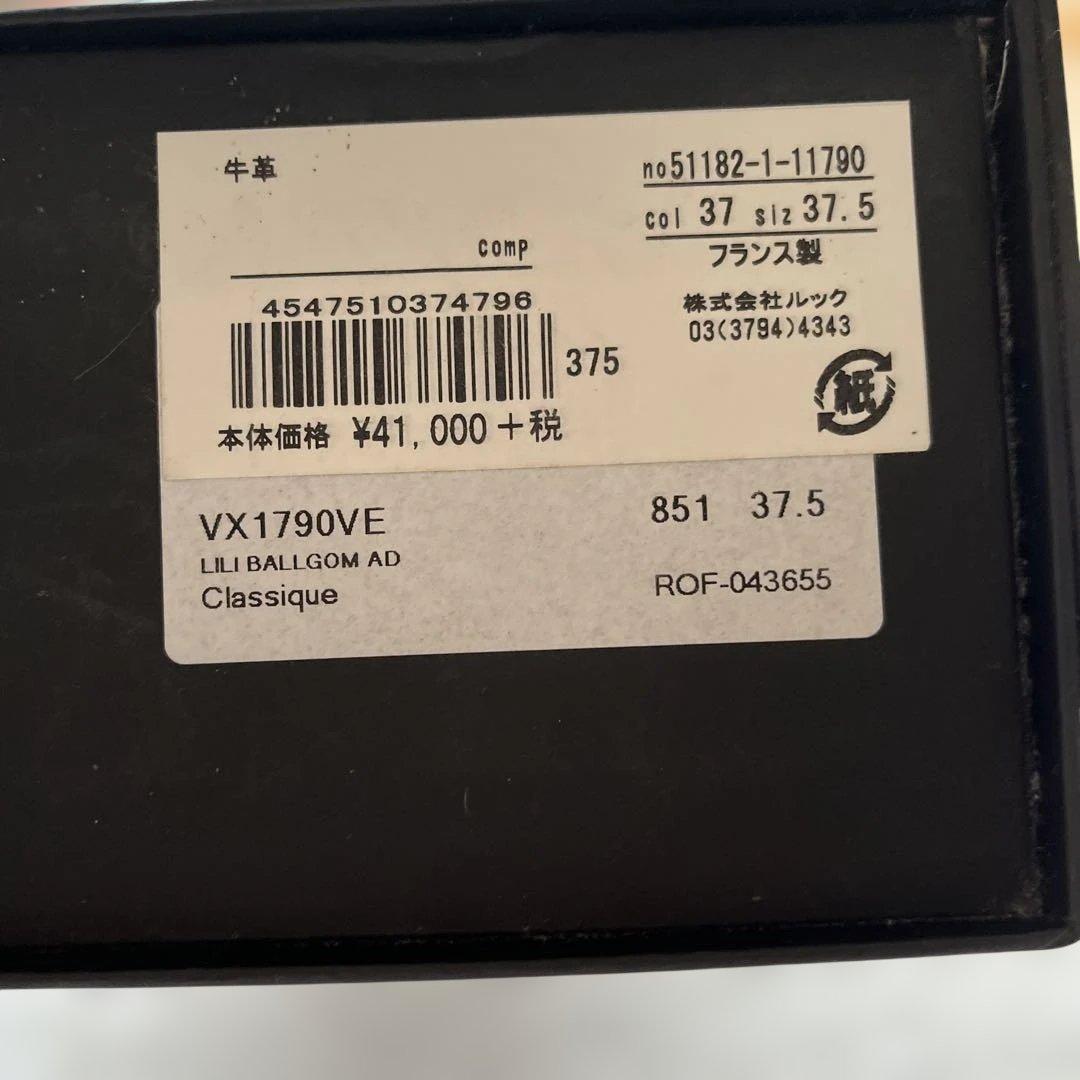 牛革
no51182-1-11790
col 37 siz 37.5
フランス製
comp
4547510374796
375
株式会社ルック
03(3794)4343
紙
本体価格 ¥41,000+税
VX1790VE 851 37.5
LILI BALLGOM AD
Classique ROF-043655